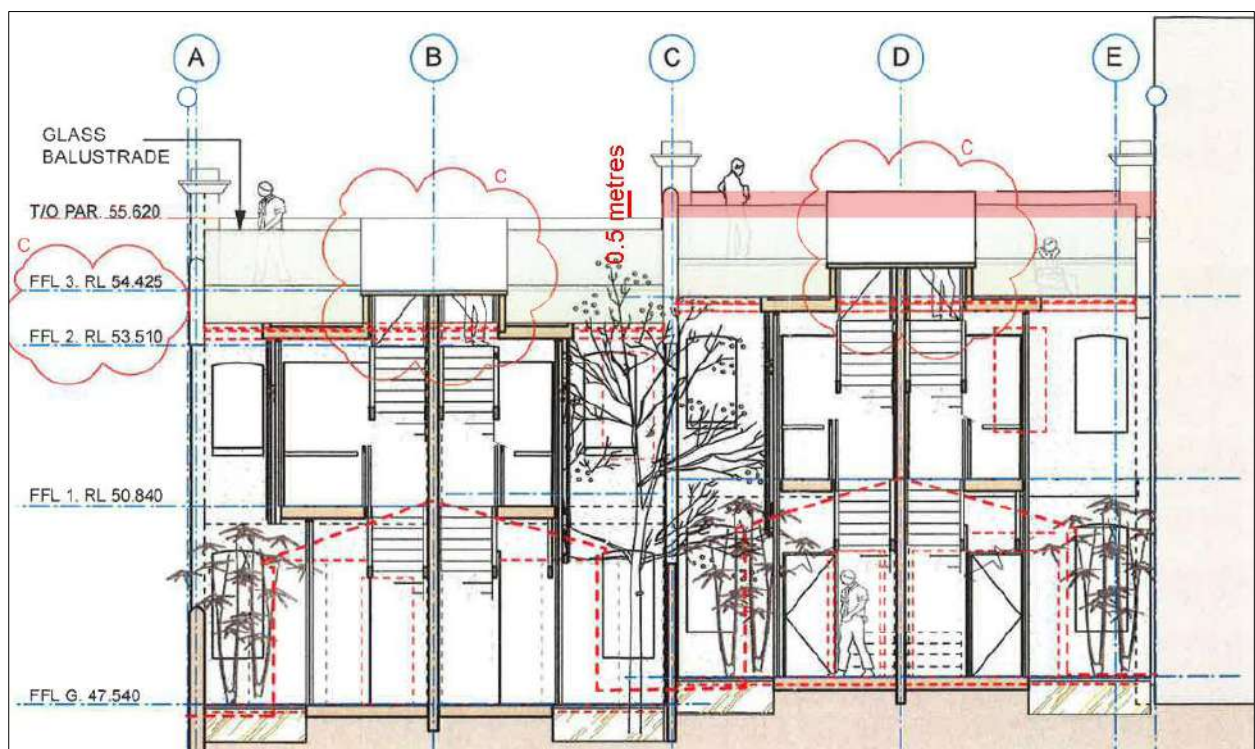 A B C D E
GLASS
BALUSTRADE
C
C
0.5 metres
T/O PAR. 55.620
C
FFL 3. RL 54.425
FFL 2. RL 53.510
FFL 1. RL 50.840
FFL G. 47.540